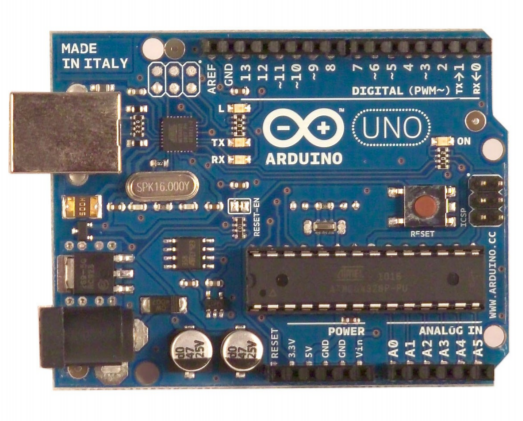 MADE
IN ITALY
AREF
GND
13
12
~11
~10
~9
8
7
~6
~5
4
~3
2
TX→1
RX←0
DIGITAL (PWM~)
L
TX
RX
™
UNO
ARDUINO
ON
SPK16.000Y
RESET-EN
RESET
ICSP
WWW.ARDUINO.CC
POWER
ANALOG IN
RESET
3.3V
5V
GND
GND
Vin
A0
A1
A2
A3
A4
A5
47
25V
47
25V